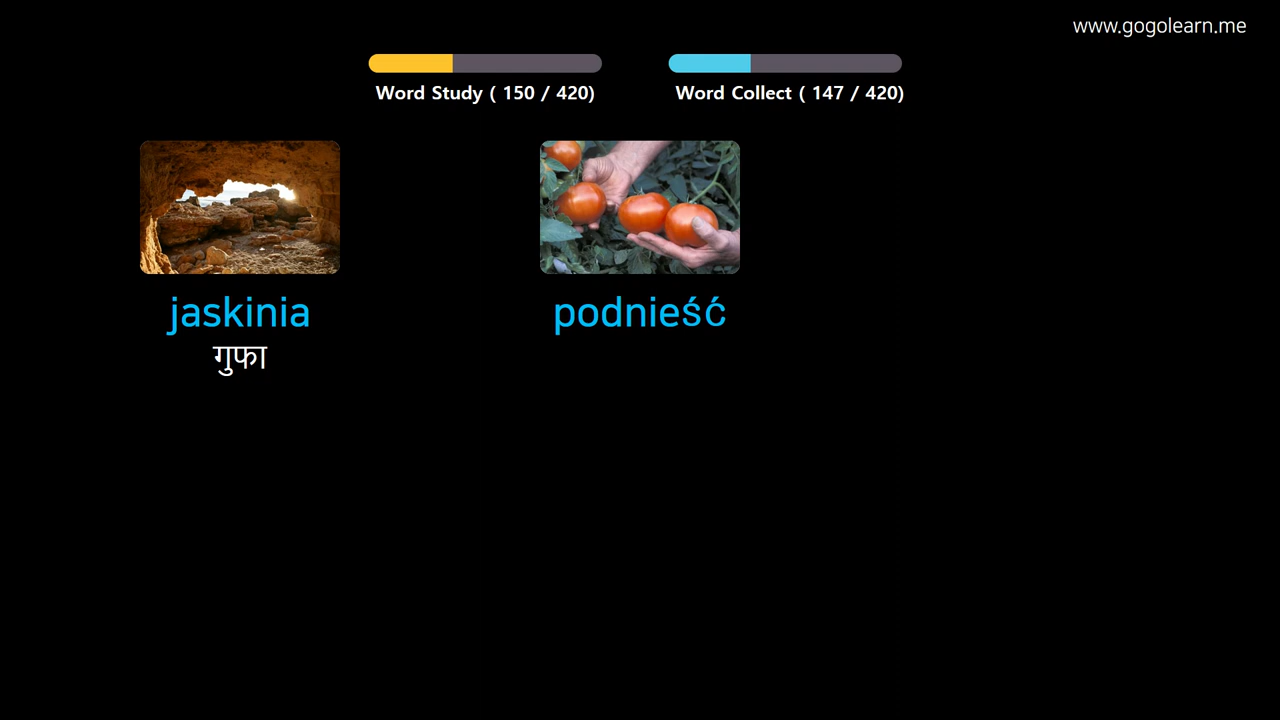 www.gogolearn.me
Word Study ( 150 / 420)
Word Collect ( 147 / 420)
jaskinia
गुफा
podnieść